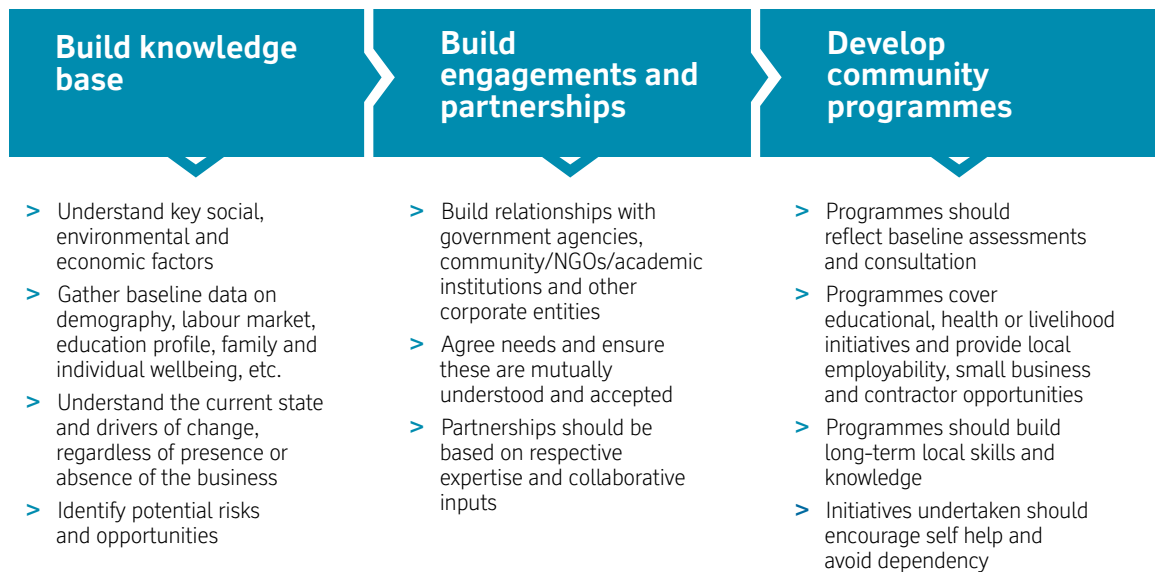 Build knowledge
base
> Understand key social,
environmental and
economic factors
> Gather baseline data on
demography, labour market,
education profile, family and
individual wellbeing, etc.
> Understand the current state
and drivers of change,
regardless of presence or
absence of the business
> Identify potential risks
and opportunities
Build
engagements and
partnerships
> Build relationships with
government agencies,
community/NGOs/academic
institutions and other
corporate entities
> Agree needs and ensure
these are mutually
understood and accepted
> Partnerships should be
based on respective
expertise and collaborative
inputs
Develop
community
programmes
> Programmes should
reflect baseline assessments
and consultation
> Programmes cover
educational, health or livelihood
initiatives and provide local
employability, small business
and contractor opportunities
> Programmes should build
long-term local skills and
knowledge
> Initiatives undertaken should
encourage self help and
avoid dependency